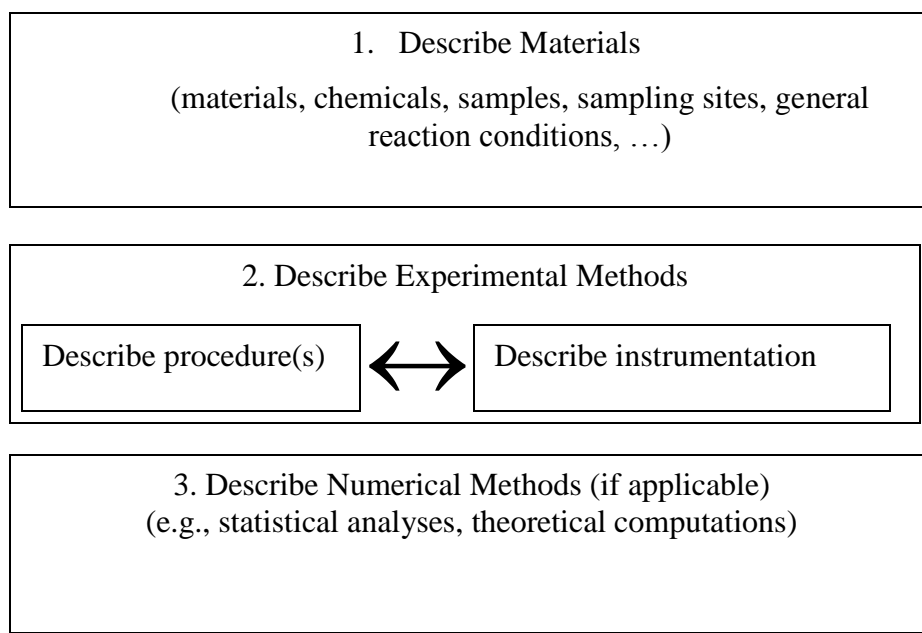 1. Describe Materials
(materials, chemicals, samples, sampling sites, general
reaction conditions, …)
2. Describe Experimental Methods
Describe procedure(s)
Describe instrumentation
3. Describe Numerical Methods (if applicable)
(e.g., statistical analyses, theoretical computations)